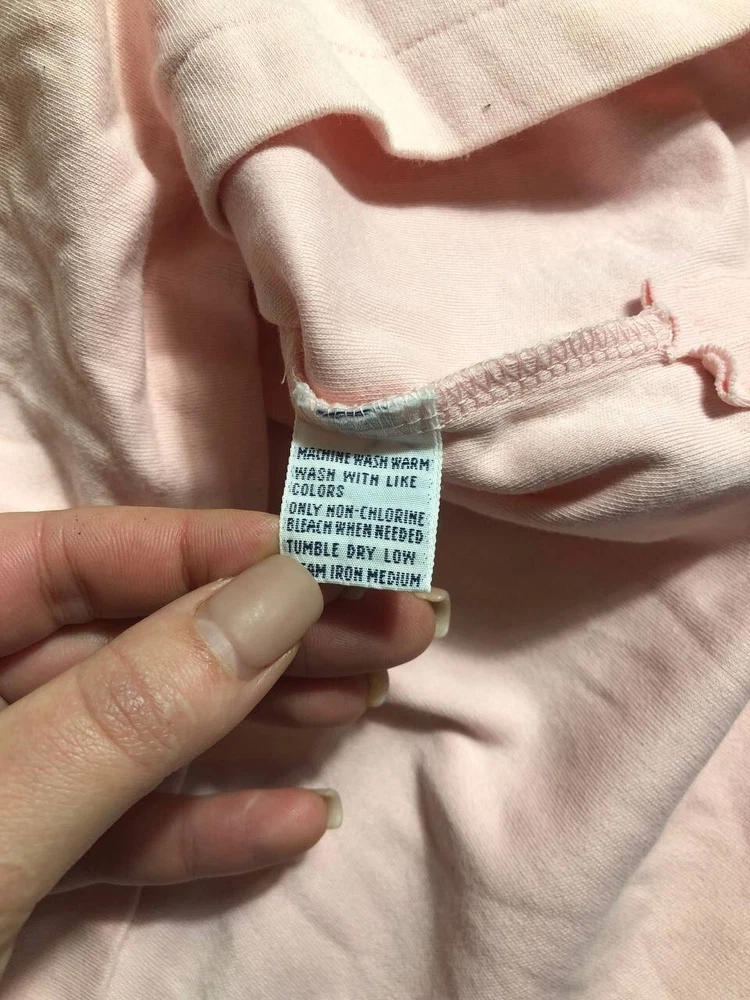 MACHINE WASH WARM
WASH WITH LIKE
COLORS
ONLY NON-CHLORINE
BLEACH WHEN NEEDED
TUMBLE DRY LOW
IRON MEDIUM